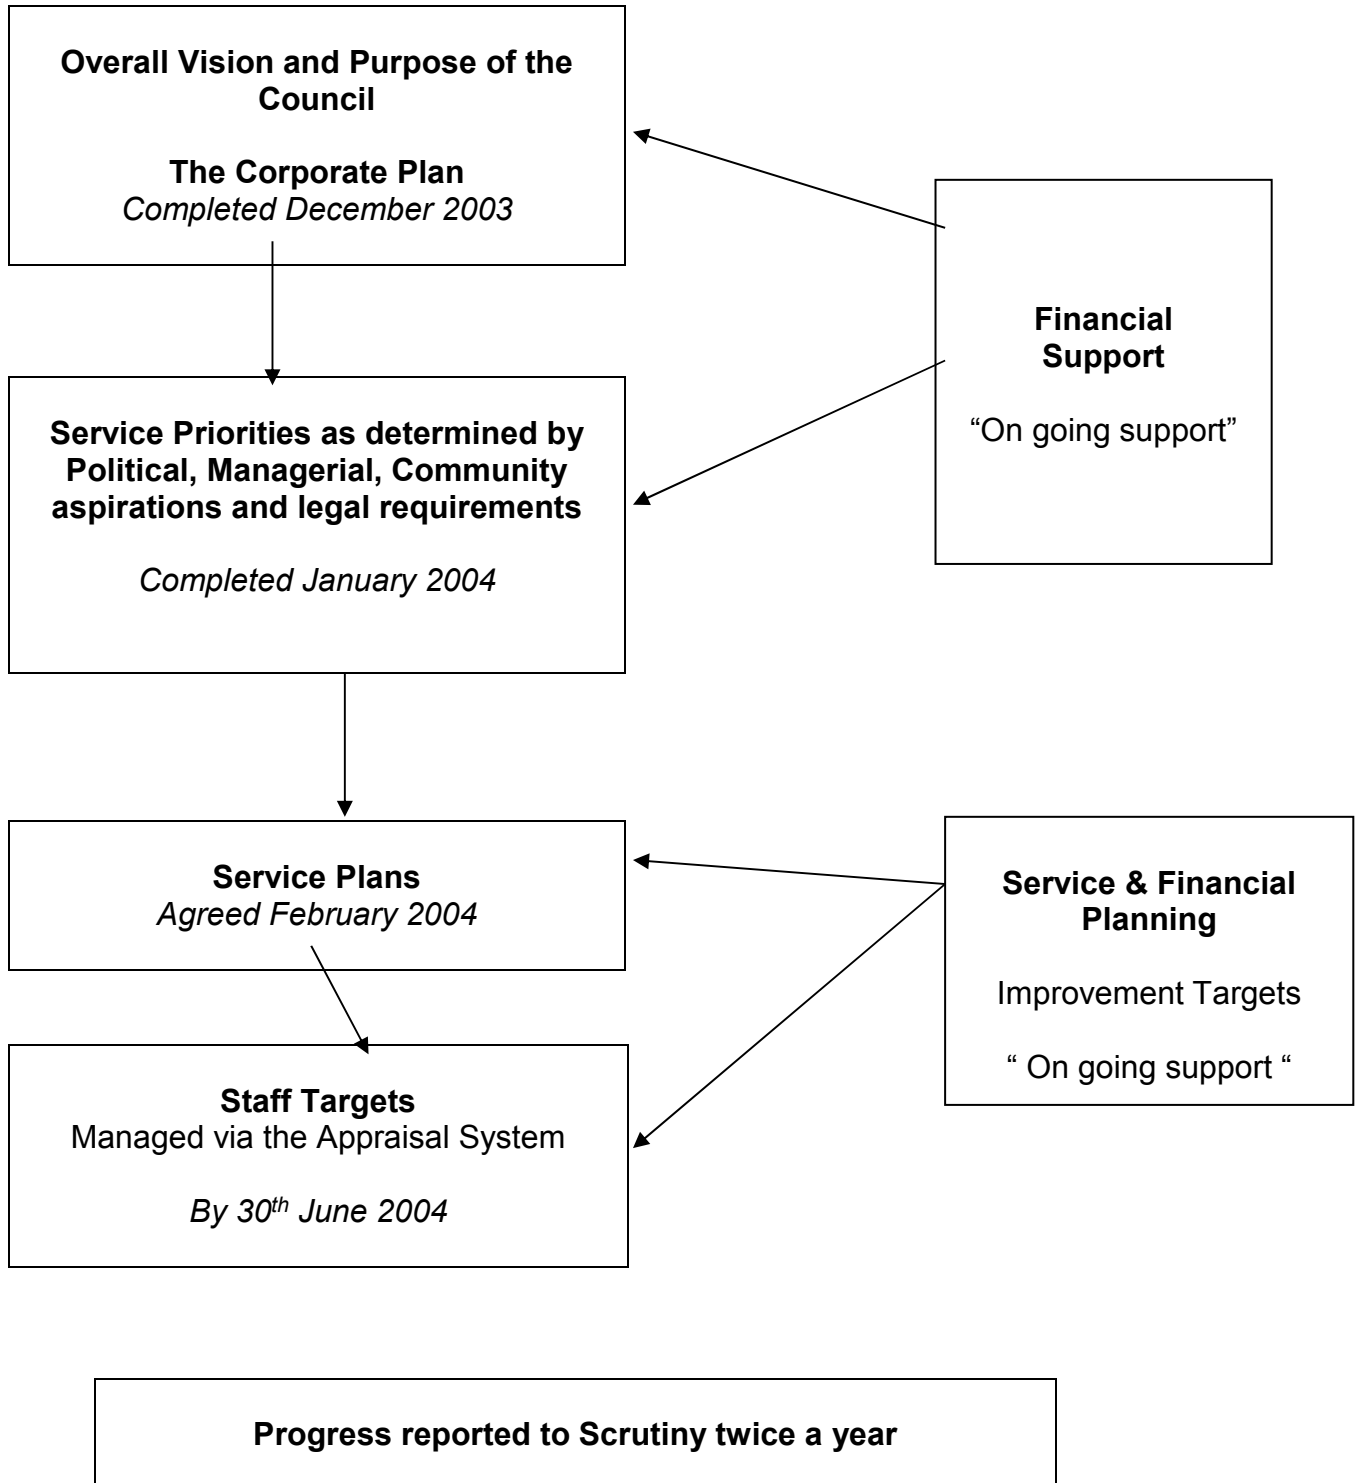 Overall Vision and Purpose of the
Council
The Corporate Plan
Completed December 2003
Financial
Support
“On going support”
Service Priorities as determined by
Political, Managerial, Community
aspirations and legal requirements
Completed January 2004
Service Plans
Agreed February 2004
Service & Financial
Planning
Improvement Targets
“ On going support “
Staff Targets
Managed via the Appraisal System
By 30th June 2004
Progress reported to Scrutiny twice a year